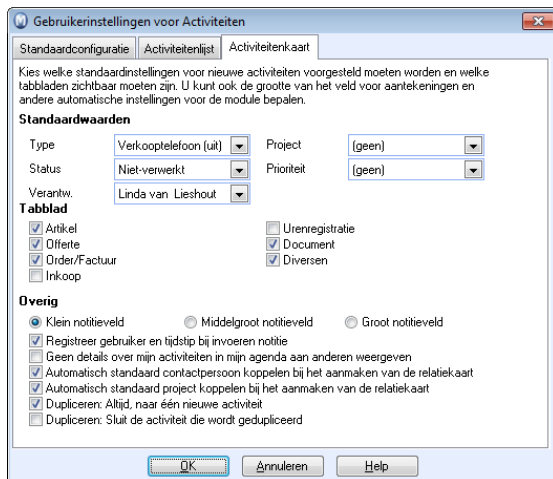 Gebruikerinstellingen voor Activiteiten
Standaardconfiguratie Activiteitenlijst Activiteitenkaart
Kies welke standaardinstellingen voor nieuwe activiteiten voorgesteld moeten worden en welke
tabbladen zichtbaar moeten zijn. U kunt ook de grootte van het veld voor aantekeningen en
andere automatische instellingen voor de module bepalen.
Standaardwaarden
Type Verkooptelefoon (uit) Project (geen)
Status Niet-verwerkt Prioriteit (geen)
Verantw. Linda van Lieshout
Tabblad
Artikel Urenregistratie
Offerte Document
Order/Factuur Diversen
Inkoop
Overig
Klein notitieveld Middelgroot notitieveld Groot notitieveld
Registreer gebruiker en tijdstip bij invoeren notitie
Geen details over mijn activiteiten in mijn agenda aan anderen weergeven
Automatisch standard contactpersoon koppelen bij het aanmaken van de relatiekaart
Automatisch standard project koppelen bij het aanmaken van de relatiekaart
Dupliceren: Altijd, naar één nieuwe activiteit
Dupliceren: Sluit de activiteit die wordt gedupliceerd
OK Annuleren Help